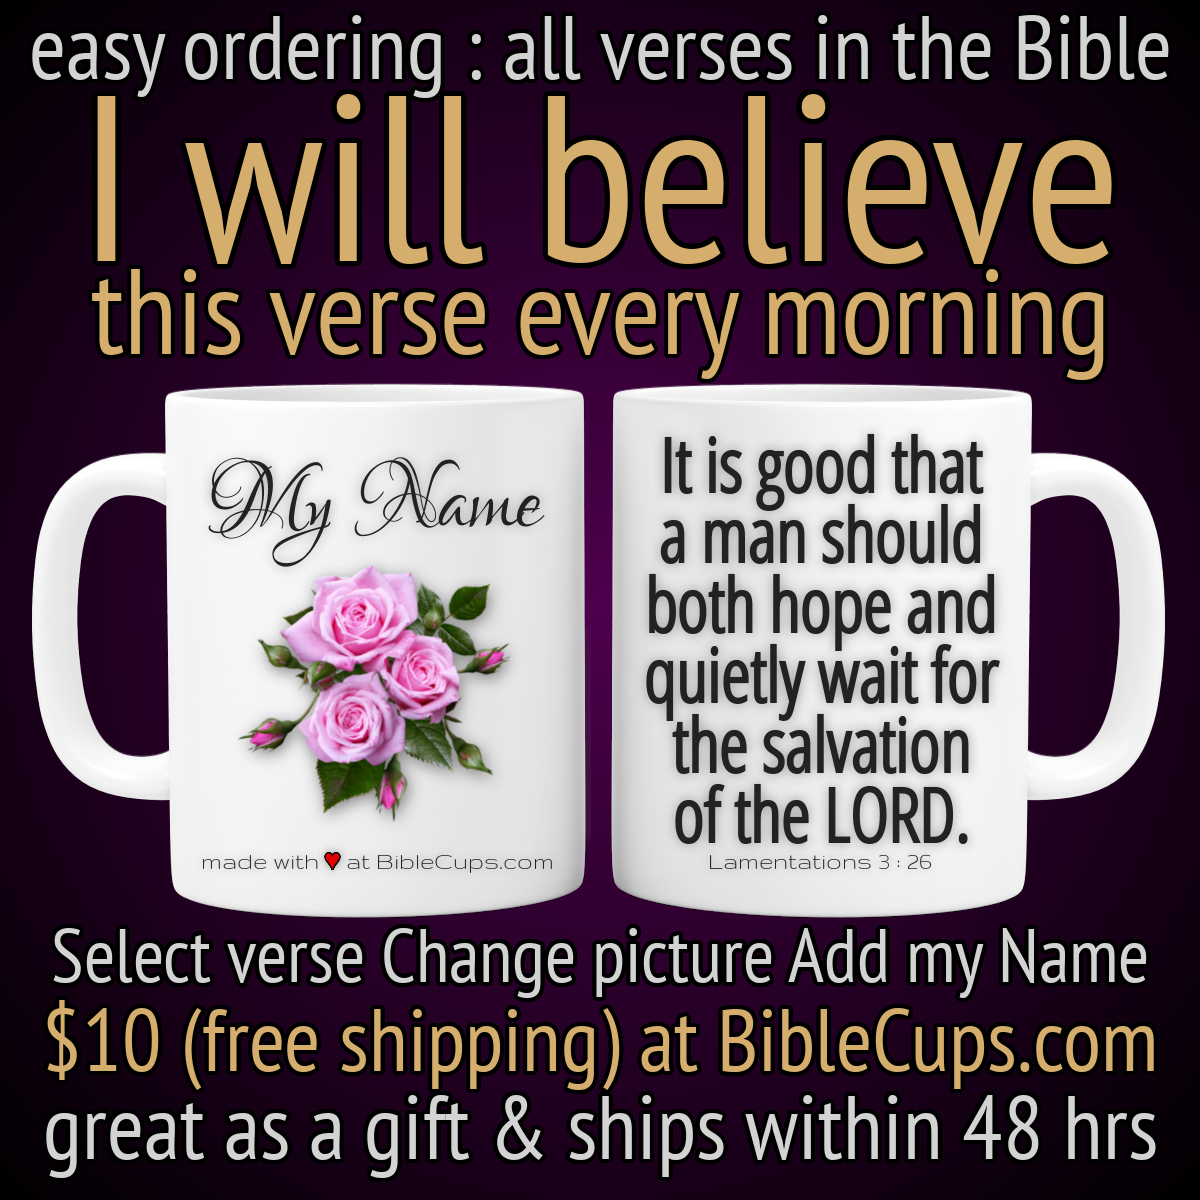 easy ordering : all verses in the Bible
I will believe
this verse every morning
My Name
made with ♥ at BibleCups.com
It is good that
a man should
both hope and
quietly wait for
the salvation
of the LORD.
Lamentations 3 : 26
Select verse Change picture Add my Name
$10 (free shipping) at BibleCups.com
great as a gift & ships within 48 hrs